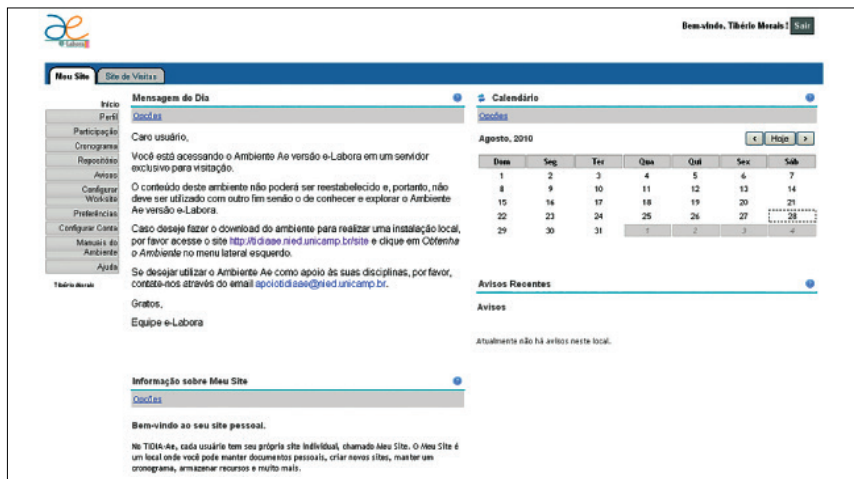 ae
e-Labora
Bem-vindo, Tibério Morais! Sair
Meu Site
Site de Visitas
Início
Perfil
Participação
Cronograma
Repositório
Avisos
Configurar
Worksite
Preferências
Configurar Conta
Manuais do
Ambiente
Ajuda
Tibério Morais
Mensagem do Dia
Opções
Caro usuário,
Você está acessando o Ambiente Ae versão e-Labora em um servidor
exclusivo para visitação.
O conteúdo deste ambiente não poderá ser reestabelecido e, portanto, não
deve ser utilizado com outro fim senão o de conhecer e explorar o Ambiente
Ae versão e-Labora.
Caso deseje fazer o download do ambiente para realizar uma instalação local,
por favor acesse o site http://tidiaae.nied.unicamp.br/site e clique em Obtenha
o Ambiente no menu lateral esquerdo.
Se desejar utilizar o Ambiente Ae como apoio às suas disciplinas, por favor,
contate-nos através do email apoiotidiaae@nied.unicamp.br.
Gratos,
Equipe e-Labora
Informação sobre Meu Site
Opções
Bem-vindo ao seu site pessoal.
No TIDIA-Ae, cada usuário tem seu próprio site individual, chamado Meu Site. O Meu Site é
um local onde você pode manter documentos pessoais, criar novos sites, manter um
cronograma, armazenar recursos e muito mais.
Calendário
Opções
Agosto, 2010
< Hoje >
Dom Seg Ter Qua Qui Sex Sáb
1 2 3 4 5 6 7
8 9 10 11 12 13 14
15 16 17 18 19 20 21
22 23 24 25 26 27 28
29 30 31 1 2 3 4
Avisos Recentes
Avisos
Atualmente não há avisos neste local.